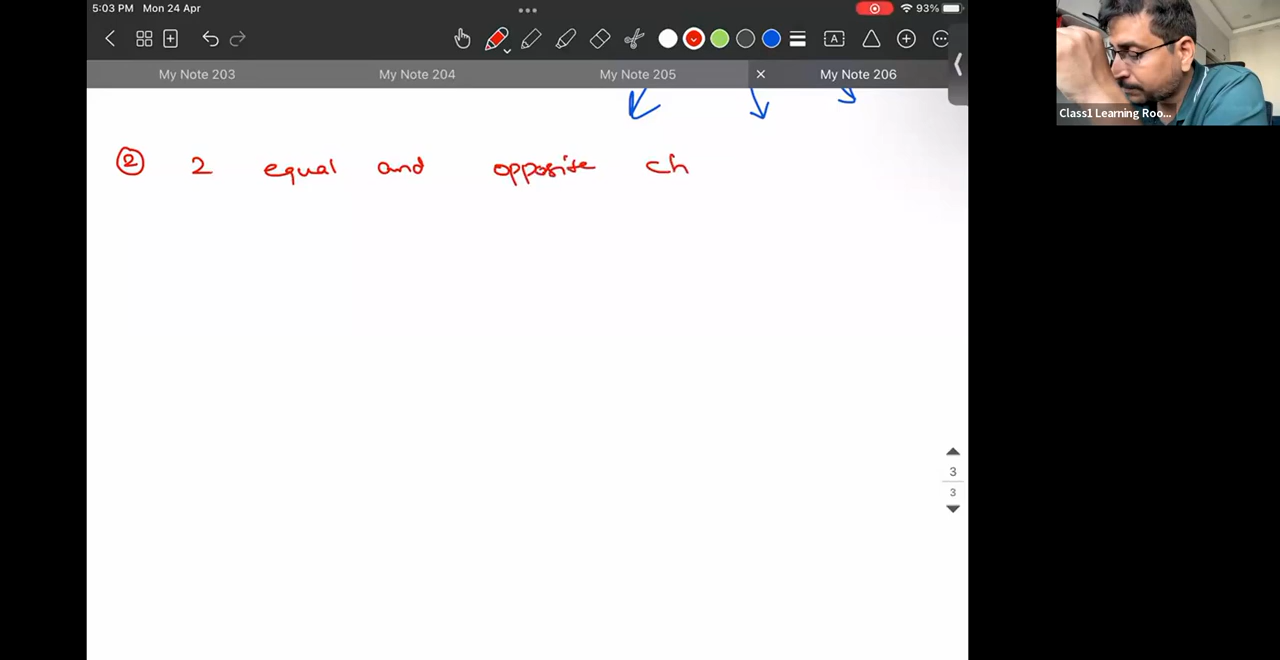 5:03 PM Mon 24 Apr
93%
A
My Note 203 My Note 204 My Note 205 My Note 206
② 2 equal and opposite ch
3
3
Class1 Learning Roo...